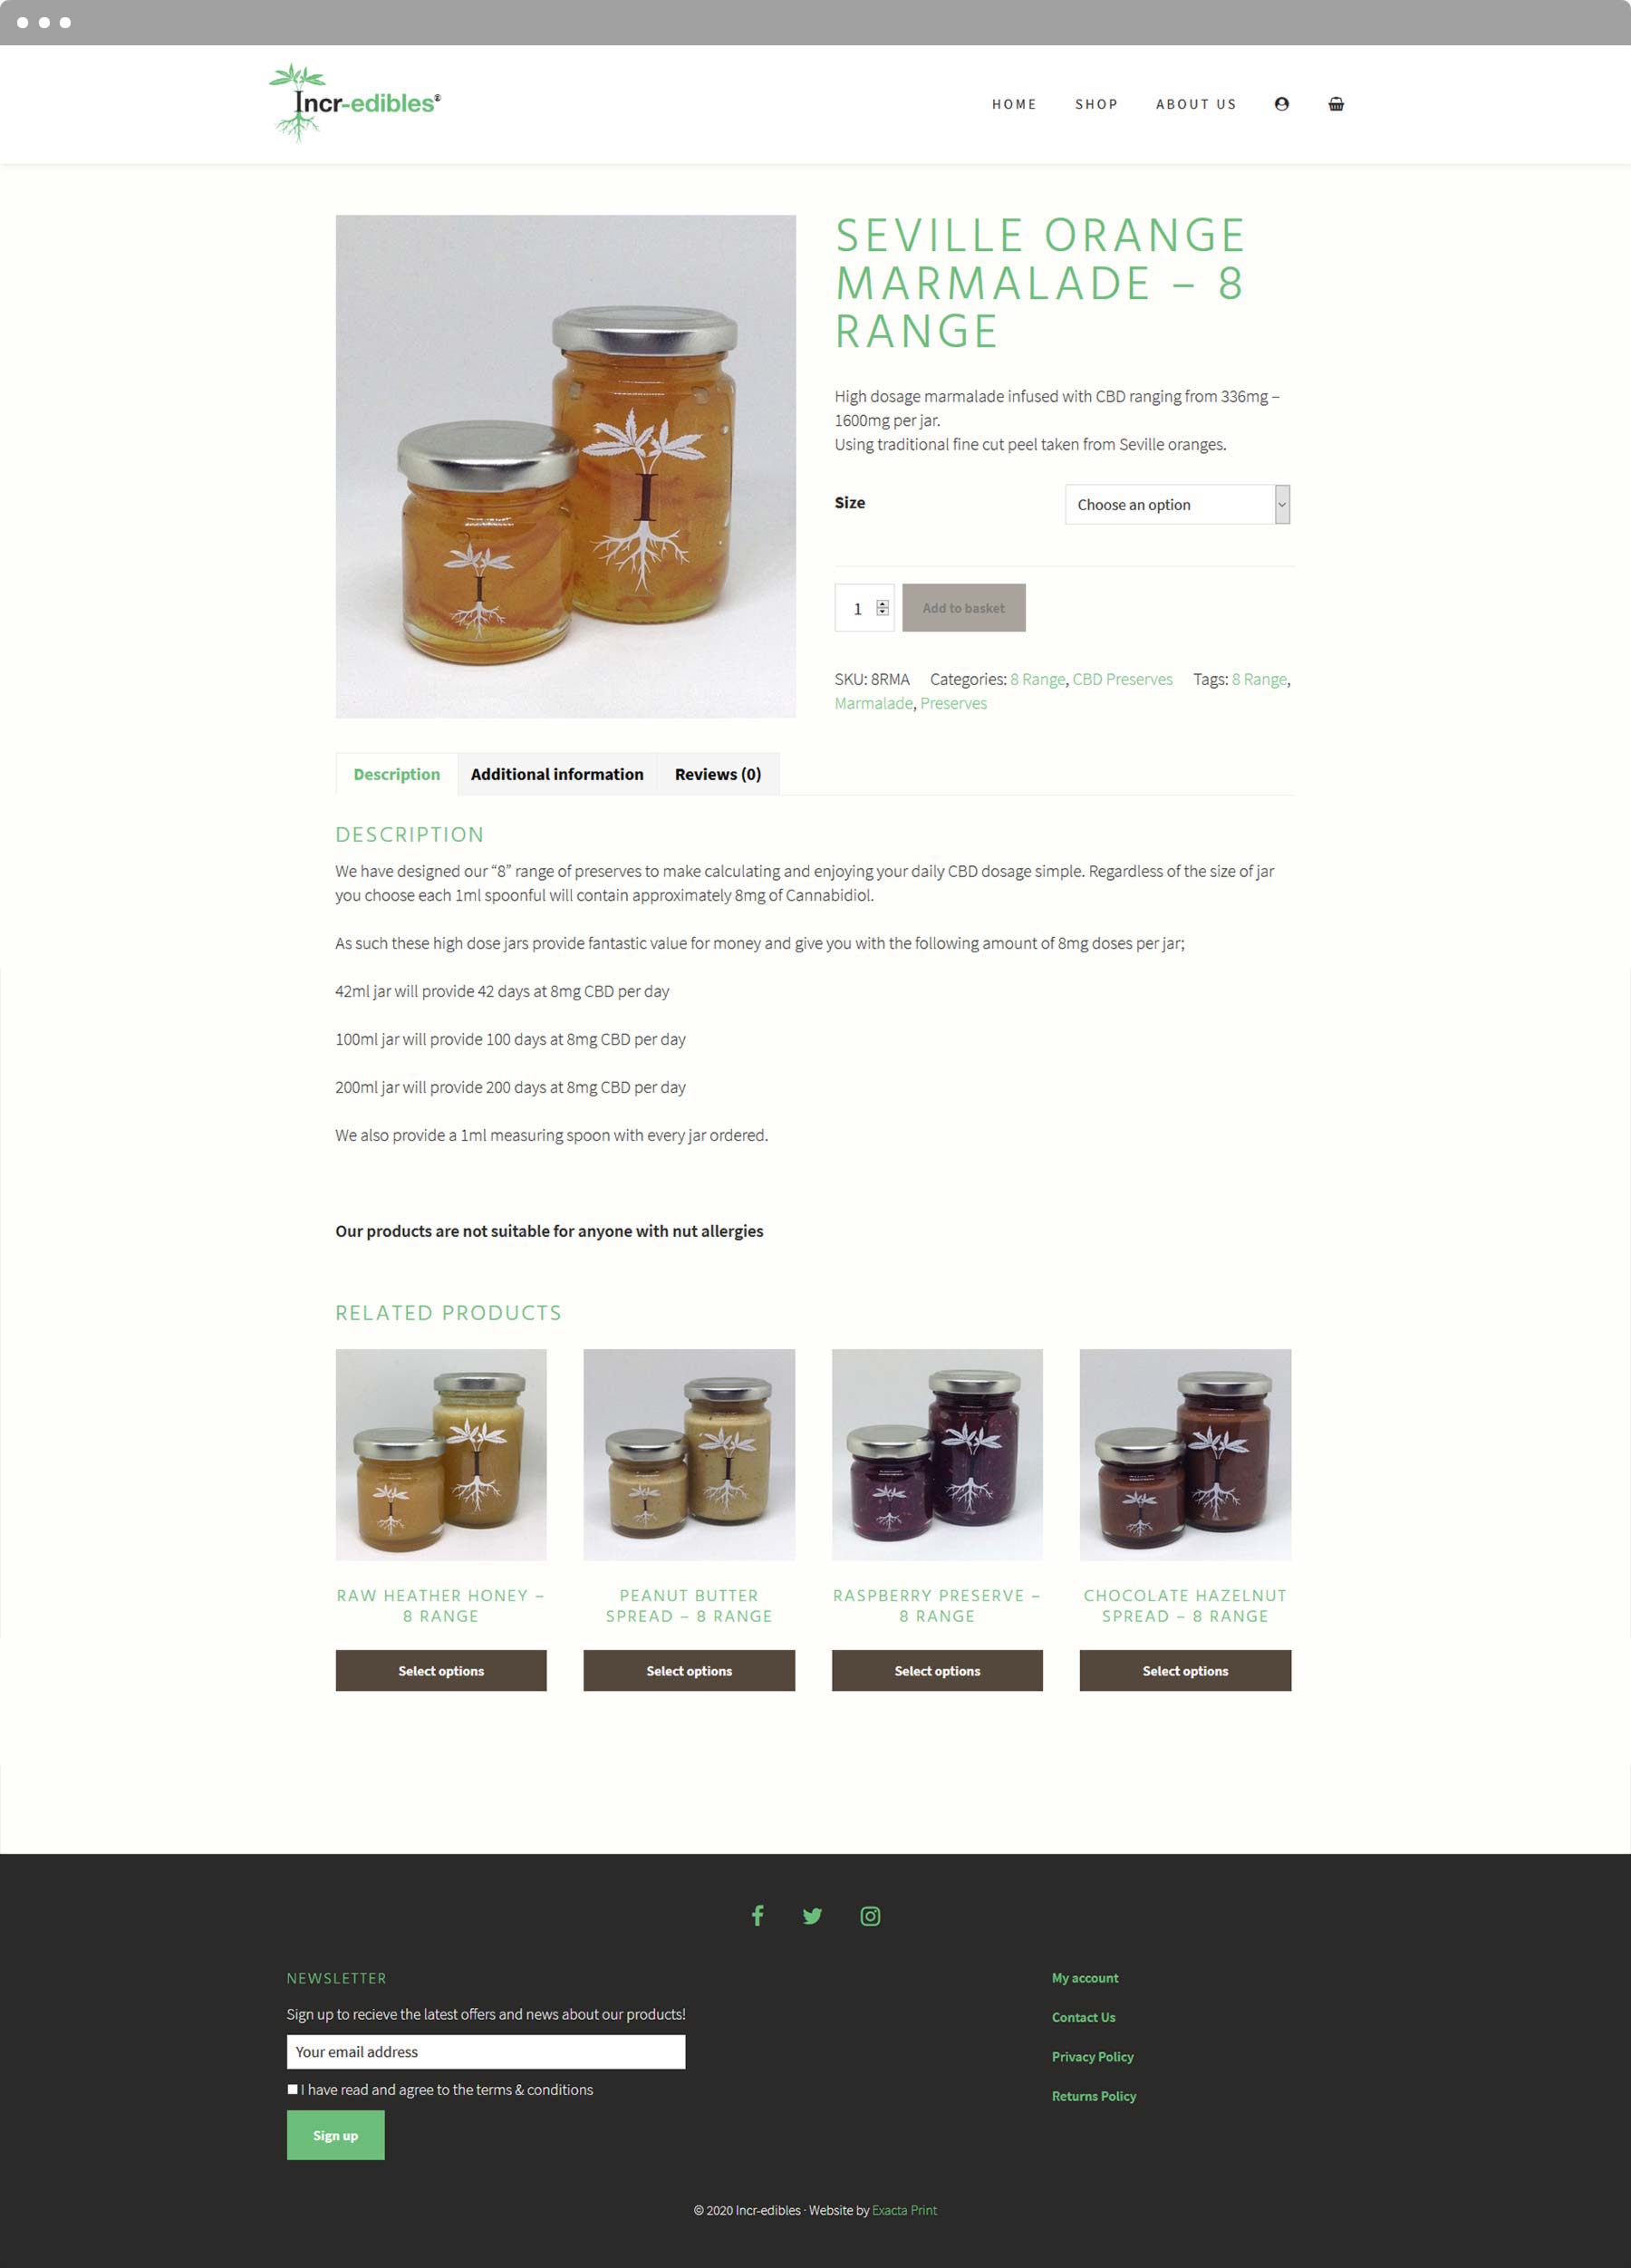 Incr-edibles®
HOME
SHOP
ABOUT US
SEVILLE ORANGE
MARMALADE – 8
RANGE
High dosage marmalade infused with CBD ranging from 336mg –
1600mg per jar.
Using traditional fine cut peel taken from Seville oranges.
Size
Choose an option
1
Add to basket
SKU: 8RMA Categories: 8 Range, CBD Preserves Tags: 8 Range,
Marmalade, Preserves
Description
Additional information
Reviews (0)
DESCRIPTION
We have designed our “8” range of preserves to make calculating and enjoying your daily CBD dosage simple. Regardless of the size of jar
you choose each 1ml spoonful will contain approximately 8mg of Cannabidiol.
As such these high dose jars provide fantastic value for money and give you with the following amount of 8mg doses per jar;
42ml jar will provide 42 days at 8mg CBD per day
100ml jar will provide 100 days at 8mg CBD per day
200ml jar will provide 200 days at 8mg CBD per day
We also provide a 1ml measuring spoon with every jar ordered.
Our products are not suitable for anyone with nut allergies
RELATED PRODUCTS
RAW HEATHER HONEY –
8 RANGE
Select options
PEANUT BUTTER
SPREAD – 8 RANGE
Select options
RASPBERRY PRESERVE –
8 RANGE
Select options
CHOCOLATE HAZELNUT
SPREAD – 8 RANGE
Select options
NEWSLETTER
Sign up to recieve the latest offers and news about our products!
Your email address
I have read and agree to the terms & conditions
Sign up
My account
Contact Us
Privacy Policy
Returns Policy
© 2020 Incr-edibles · Website by Exacta Print